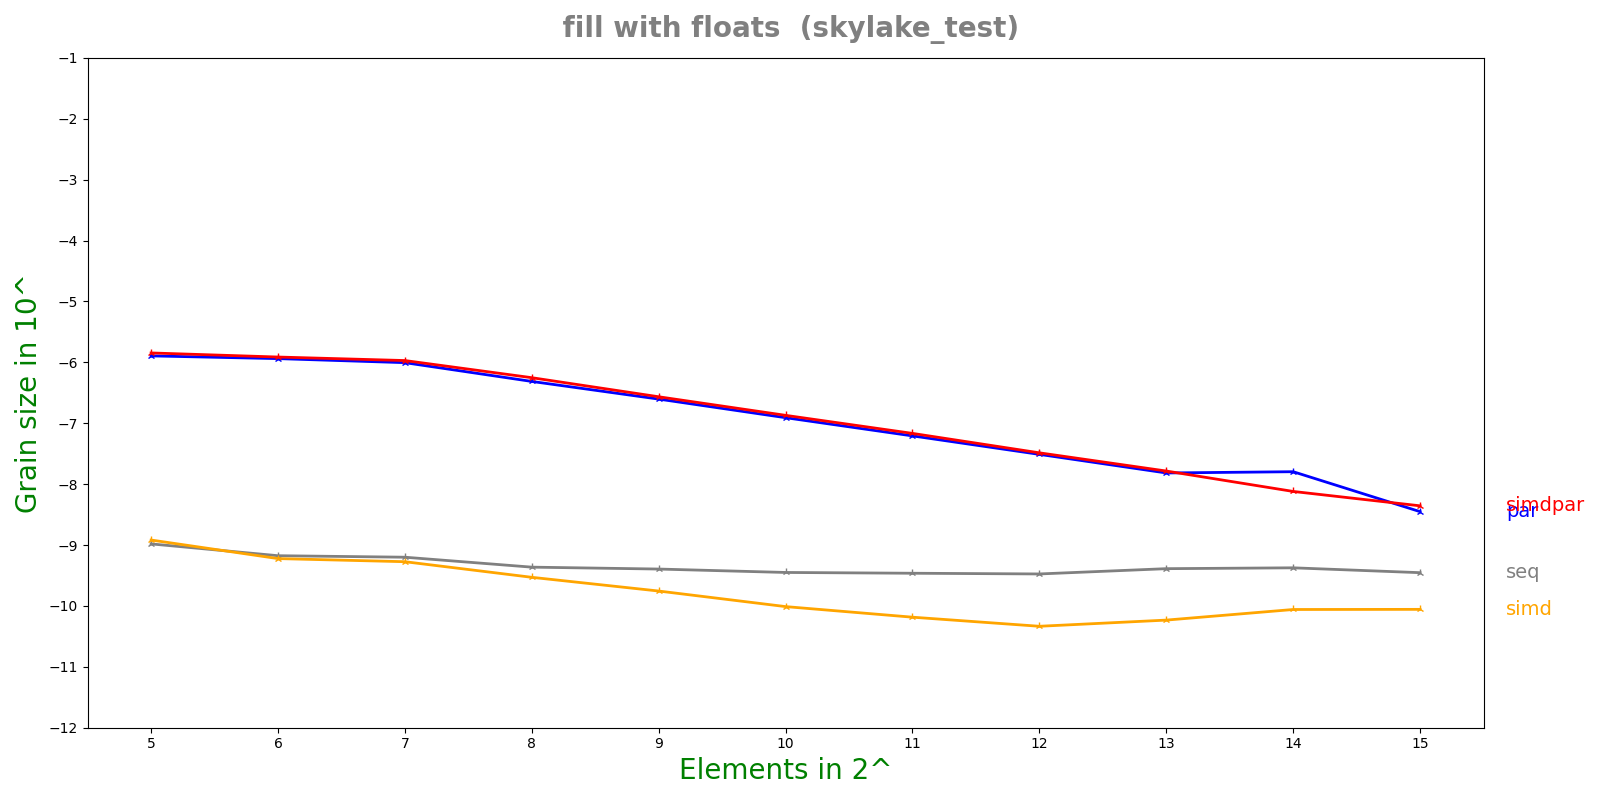 fill with floats  (skylake_test)
Grain size in 10^
−1
−2
−3
−4
−5
−6
−7
−8
−9
−10
−11
−12
simdpar
par
seq
simd
5 6 7 8 9 10 11 12 13 14 15
Elements in 2^